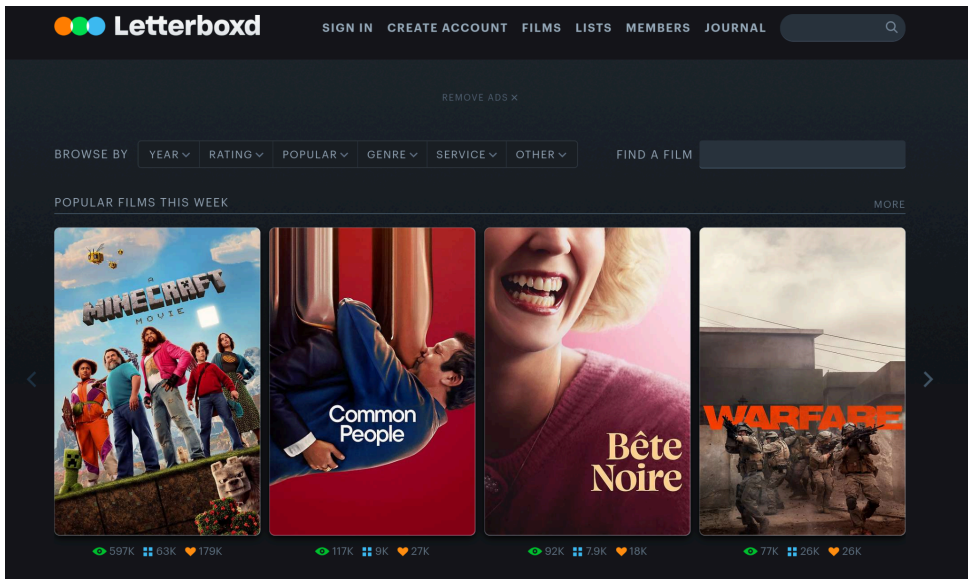 Letterboxd
SIGN IN CREATE ACCOUNT FILMS LISTS MEMBERS JOURNAL
REMOVE ADS ×
BROWSE BY YEAR RATING POPULAR GENRE SERVICE OTHER FIND A FILM
POPULAR FILMS THIS WEEK MORE
A
MINECRAFT
MOVIE
Common
People
Bête
Noire
WARFARE
597K 63K 179K
117K 9K 27K
92K 7.9K 18K
77K 26K 26K